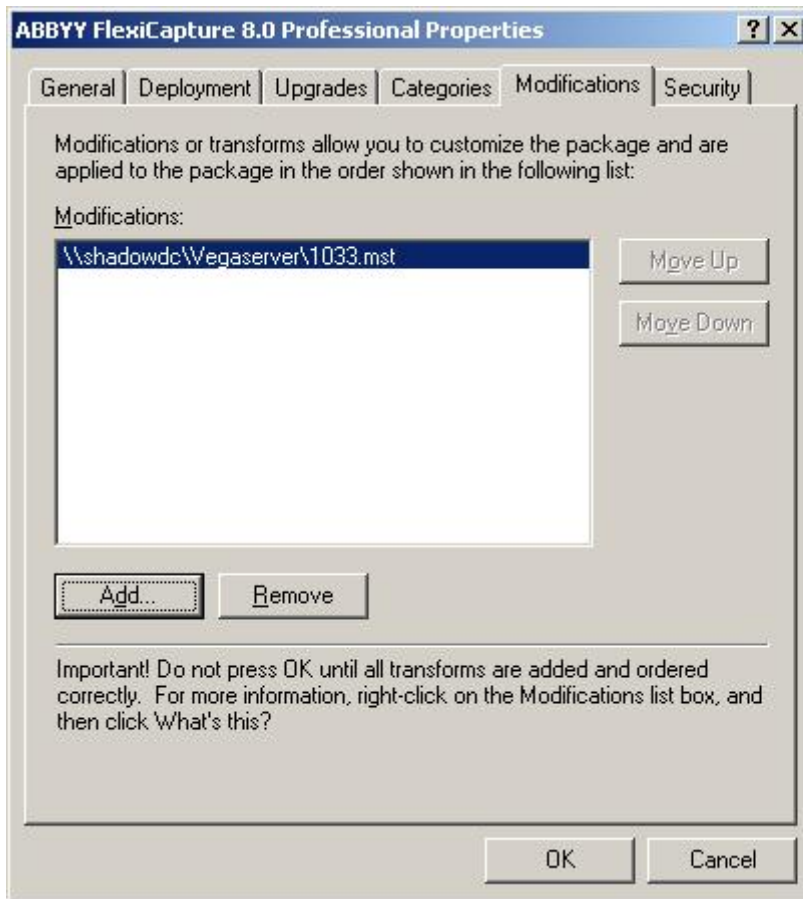 ABBYY FlexiCapture 8.0 Professional Properties
General Deployment Upgrades Categories Modifications Security
Modifications or transforms allow you to customize the package and are
applied to the package in the order shown in the following list:
Modifications:
\\shadowdc\Vegaserver\1033.mst
Move Up
Move Down
Add... Remove
Important! Do not press OK until all transforms are added and ordered
correctly. For more information, right-click on the Modifications list box, and
then click What's this?
OK Cancel